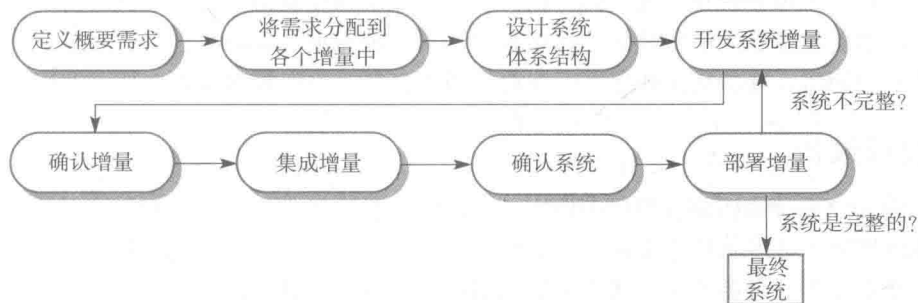 定义概要需求
将需求分配到
各个增量中
设计系统
体系结构
开发系统增量
系统不完整?
确认增量
集成增量
确认系统
部署增量
系统是完整的?
最终
系统